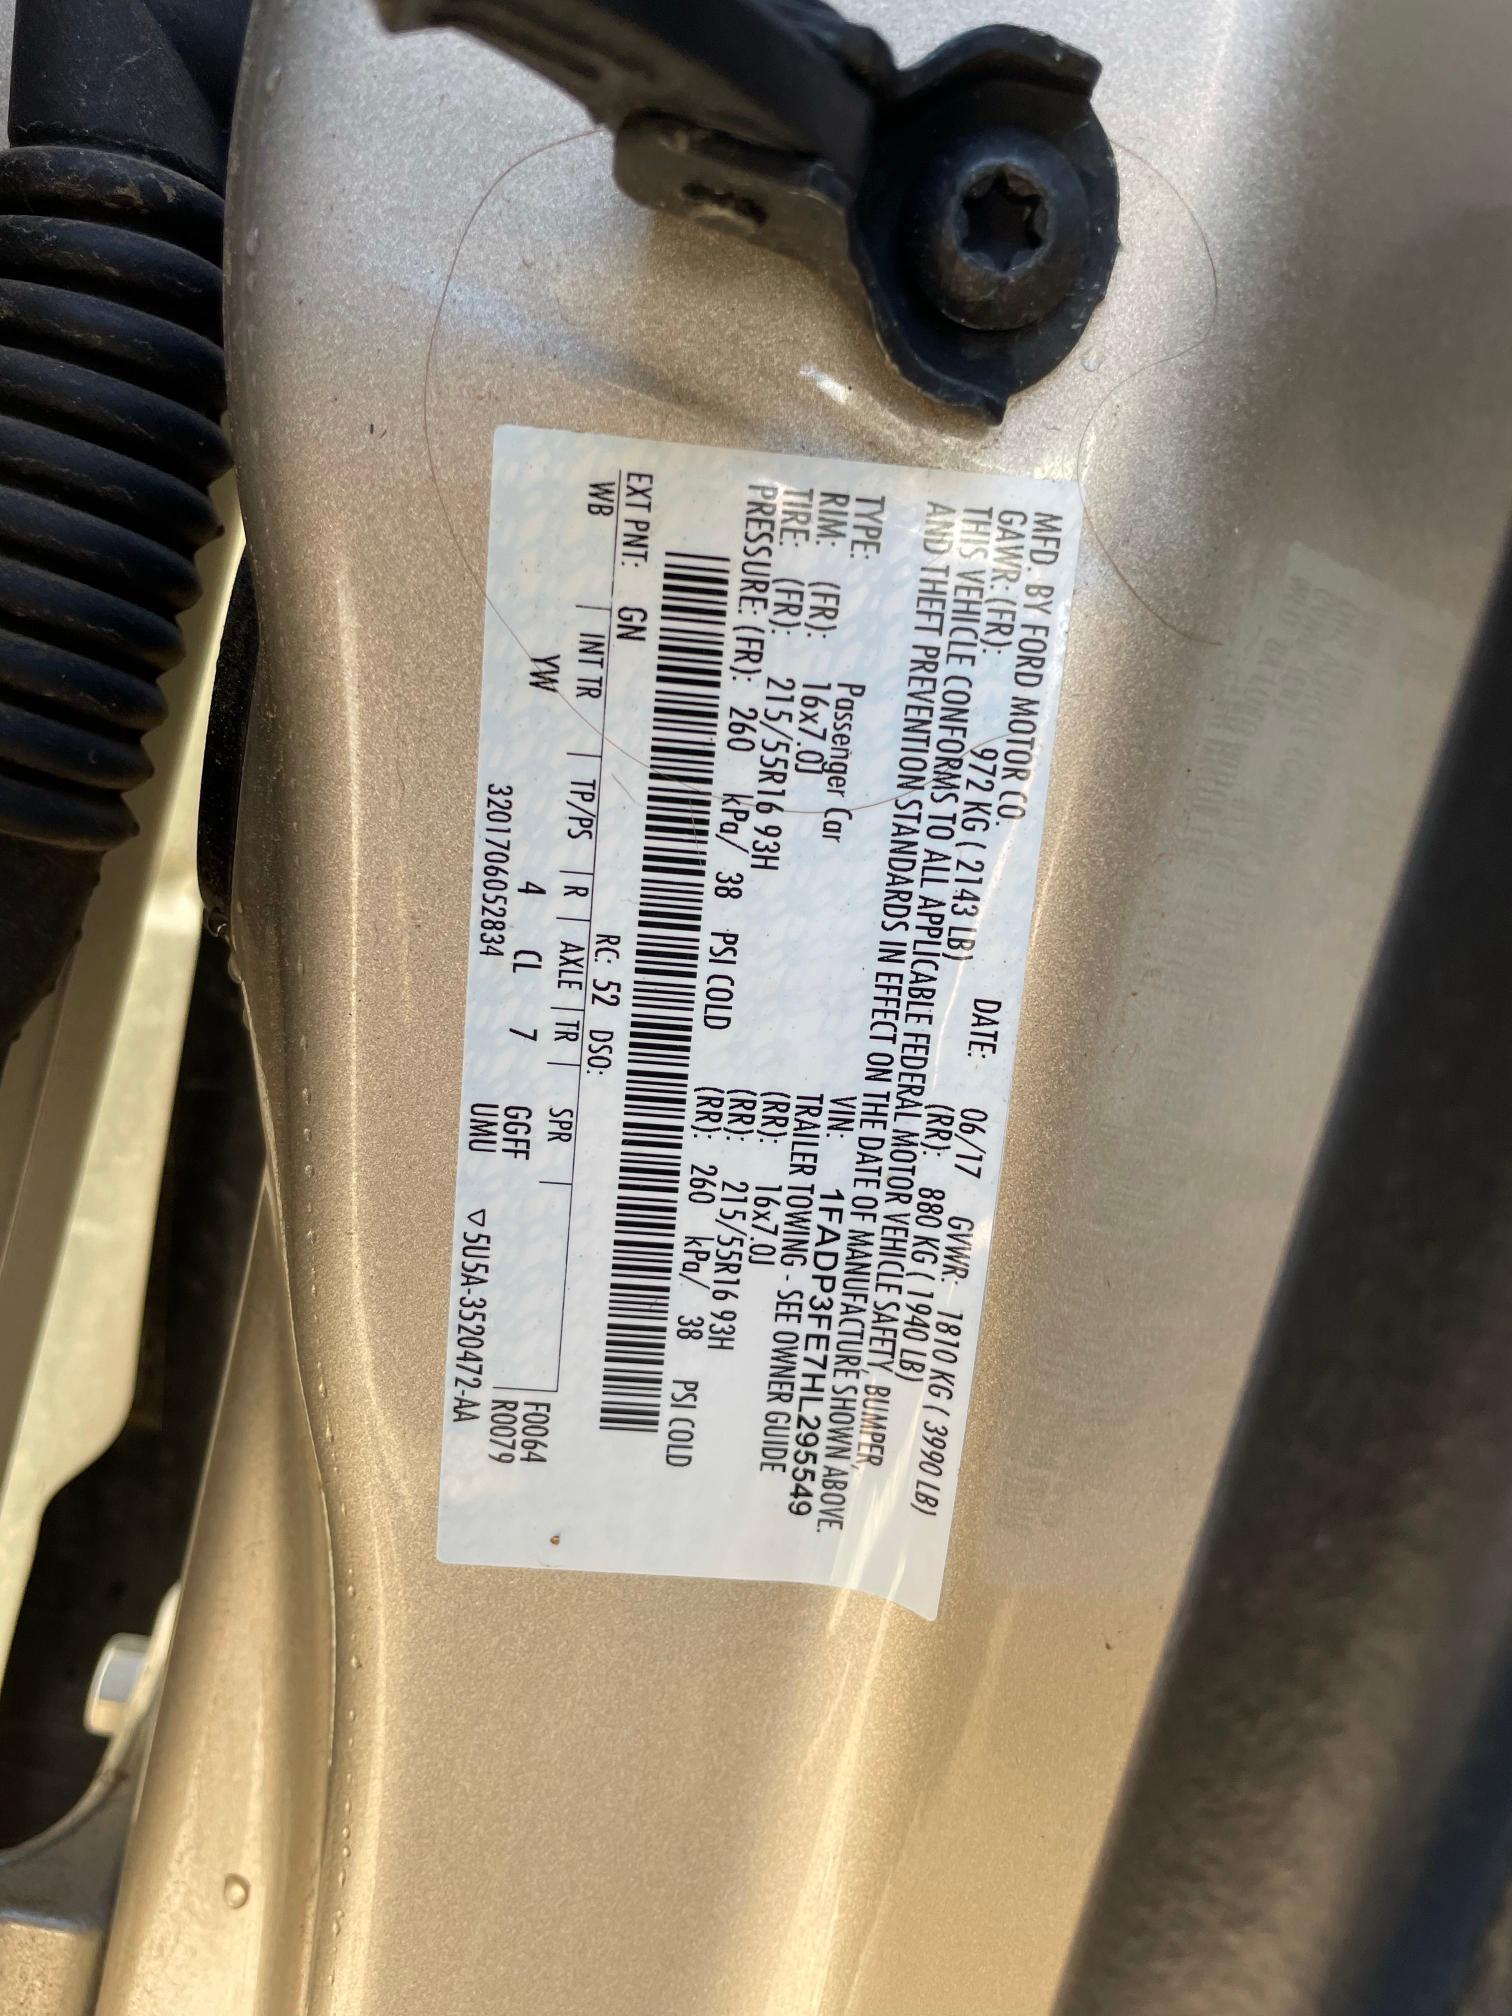 MFD. BY FORD MOTOR CO.
DATE: 06/17 GVWR: 1810 KG ( 3990 LB)
GAWR: (FR): 972 KG ( 2143 LB) (RR): 880 KG ( 1940 LB)
THIS VEHICLE CONFORMS TO ALL APPLICABLE FEDERAL MOTOR VEHICLE SAFETY, BUMPER,
AND THEFT PREVENTION STANDARDS IN EFFECT ON THE DATE OF MANUFACTURE SHOWN ABOVE.
VIN: 1FADP3FE7HL295549
TYPE: Passenger Car TRAILER TOWING - SEE OWNER GUIDE
RIM: (FR): 16x7.0J (RR): 16x7.0J
TIRE: (FR): 215/55R16 93H (RR): 215/55R16 93H
PRESSURE: (FR): 260 kPa/ 38 PSI COLD (RR): 260 kPa/ 38 PSI COLD
EXT PNT: GN RC: 52 DSO:
WB INT TR TP/PS R AXLE TR SPR F0064
YW 4 CL 7 GGFF R0079
320170605283​4 UMU ▽5U5A-3520472-AA